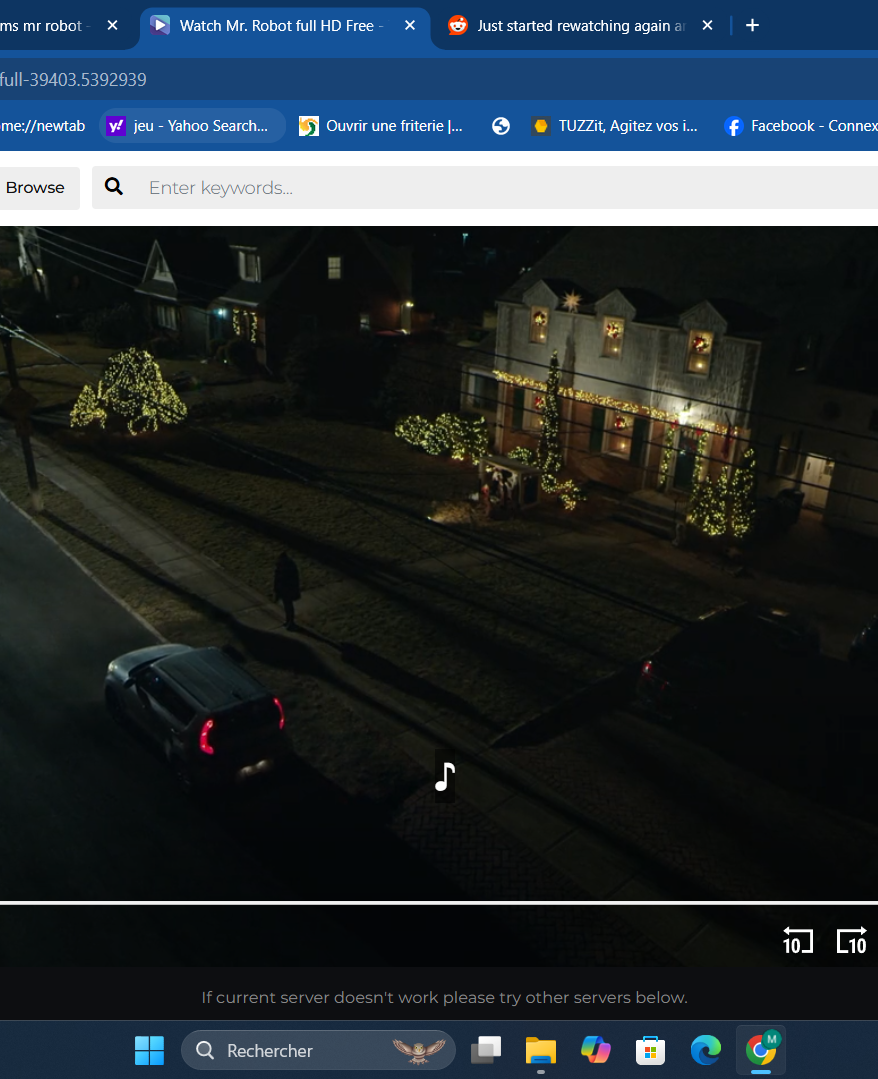 ms mr robot -
Watch Mr. Robot full HD Free -
Just started rewatching again ar
full-39403.5392939
me://newtab
y!
jeu - Yahoo Search...
Ouvrir une friterie |...
TUZZit, Agitez vos i...
Facebook - Connex
Browse
Enter keywords...
10
10
If current server doesn't work please try other servers below.
Rechercher
M